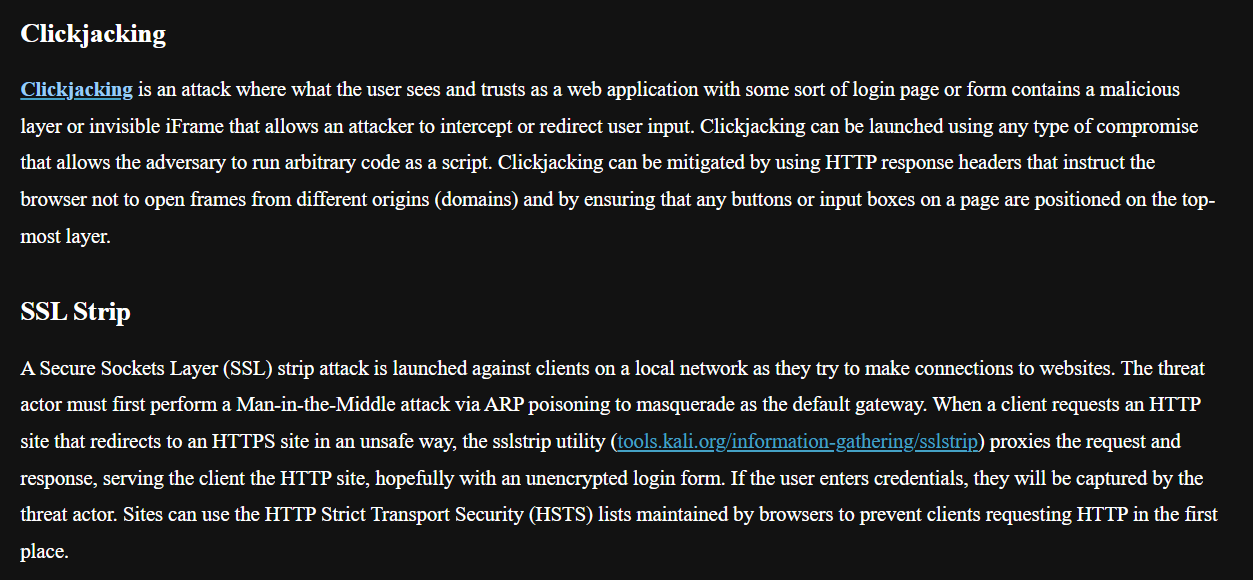 Clickjacking
Clickjacking is an attack where what the user sees and trusts as a web application with some sort of login page or form contains a malicious
layer or invisible iFrame that allows an attacker to intercept or redirect user input. Clickjacking can be launched using any type of compromise
that allows the adversary to run arbitrary code as a script. Clickjacking can be mitigated by using HTTP response headers that instruct the
browser not to open frames from different origins (domains) and by ensuring that any buttons or input boxes on a page are positioned on the top-
most layer.
SSL Strip
A Secure Sockets Layer (SSL) strip attack is launched against clients on a local network as they try to make connections to websites. The threat
actor must first perform a Man-in-the-Middle attack via ARP poisoning to masquerade as the default gateway. When a client requests an HTTP
site that redirects to an HTTPS site in an unsafe way, the sslstrip utility (tools.kali.org/information-gathering/sslstrip) proxies the request and
response, serving the client the HTTP site, hopefully with an unencrypted login form. If the user enters credentials, they will be captured by the
threat actor. Sites can use the HTTP Strict Transport Security (HSTS) lists maintained by browsers to prevent clients requesting HTTP in the first
place.